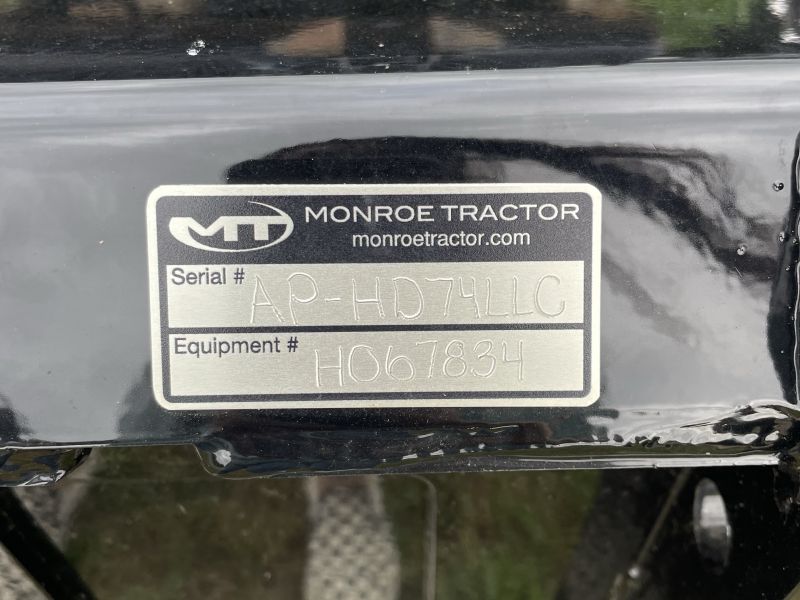 MT MONROE TRACTOR
monroetractor.com
Serial # AP-HD74LLC
Equipment # H067834